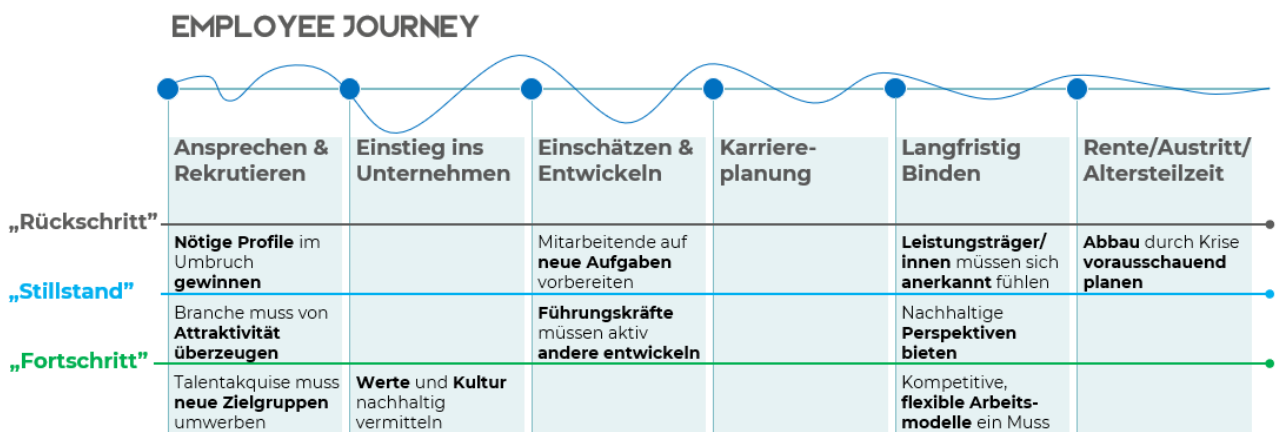 EMPLOYEE JOURNEY
Ansprechen &
Rekrutieren
Einstieg ins
Unternehmen
Einschätzen &
Entwickeln
Karriere-
planung
Langfristig
Binden
Rente/Austritt/
Altersteilzeit
„Rückschritt”
Nötige Profile im
Umbruch
gewinnen
Mitarbeitende auf
neue Aufgaben
vorbereiten
Leistungsträger/
innen müssen sich
anerkannt fühlen
Abbau durch Krise
vorausschauend
planen
„Stillstand”
Branche muss von
Attraktivität
überzeugen
Führungskräfte
müssen aktiv
andere entwickeln
Nachhaltige
Perspektiven
bieten
„Fortschritt”
Talentakquise muss
neue Zielgruppen
umwerben
Werte und Kultur
nachhaltig
vermitteln
Kompetitive,
flexible Arbeits-
modelle ein Muss